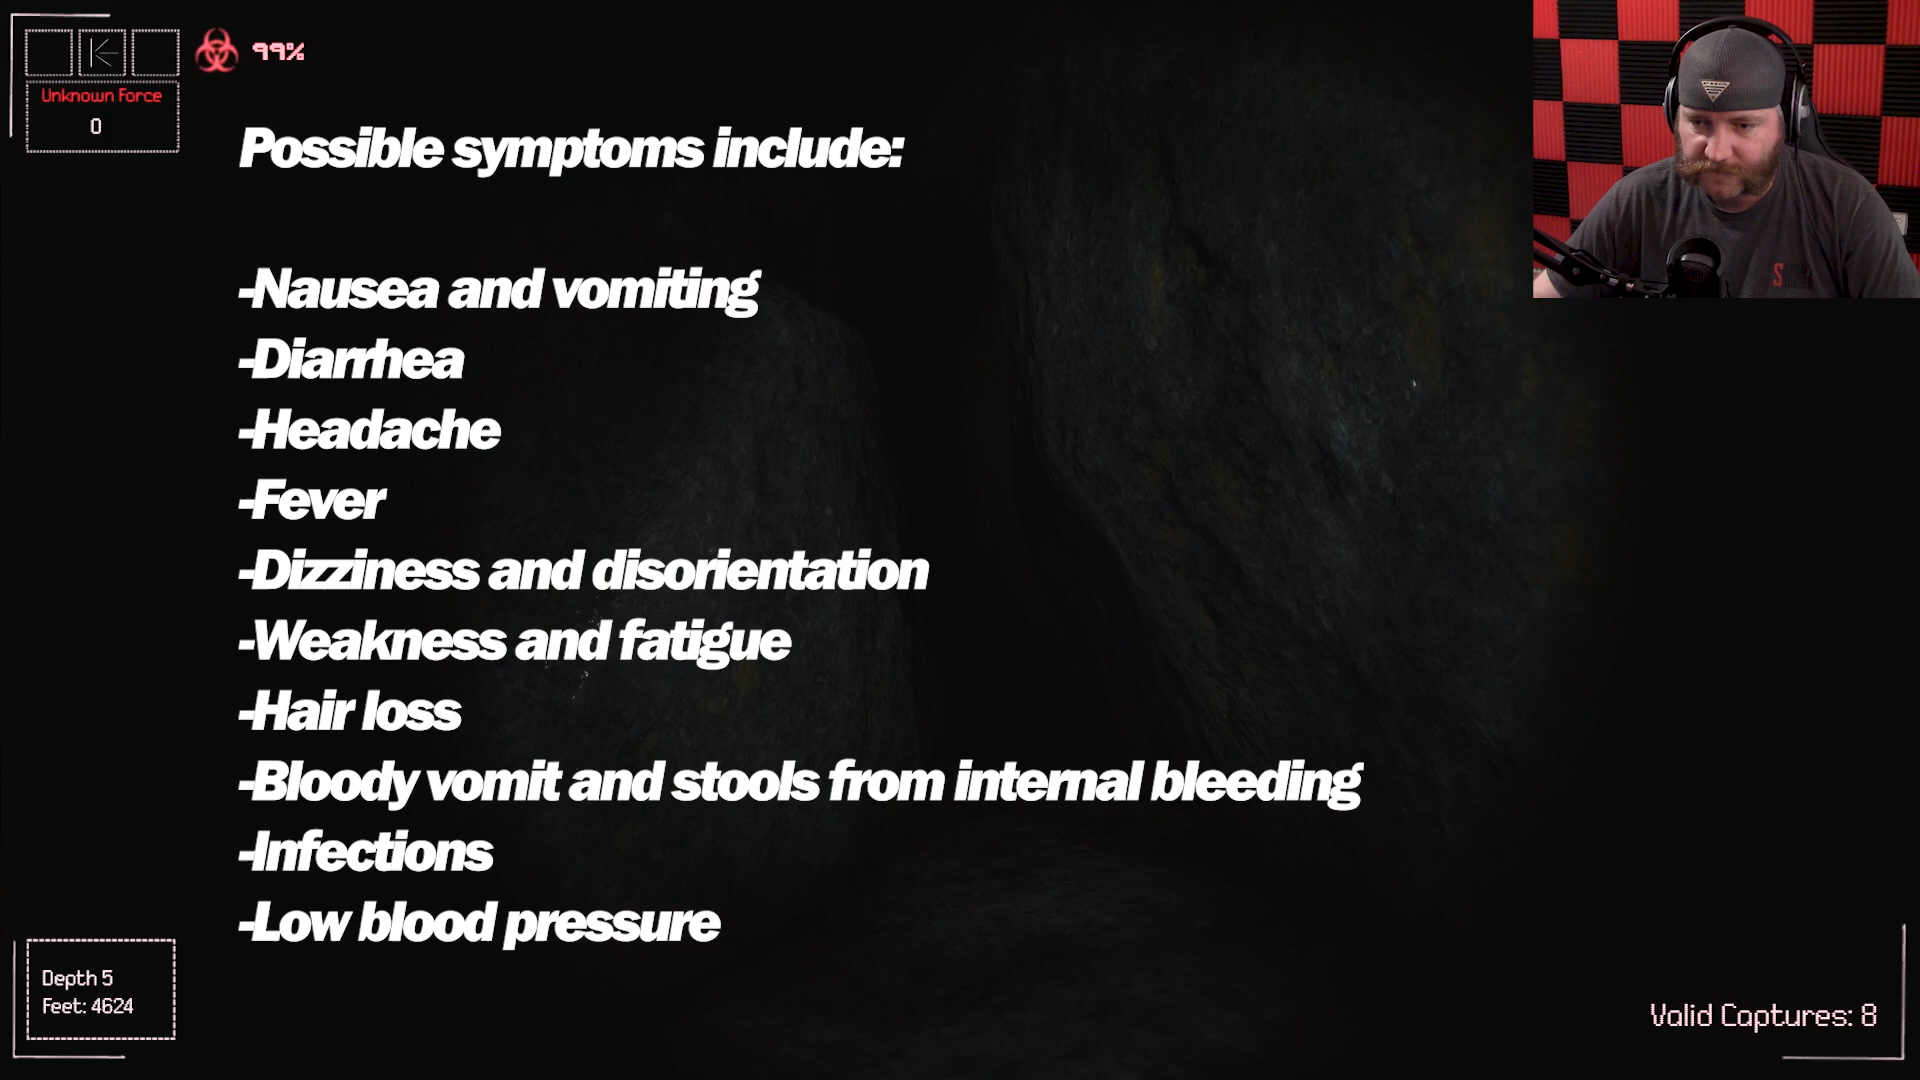 99%
Unknown Force
0
Possible symptoms include:
-Nausea and vomiting
-Diarrhea
-Headache
-Fever
-Dizziness and disorientation
-Weakness and fatigue
-Hair loss
-Bloody vomit and stools from internal bleeding
-Infections
-Low blood pressure
Depth 5
Feet: 4624
Valid Captures: 8